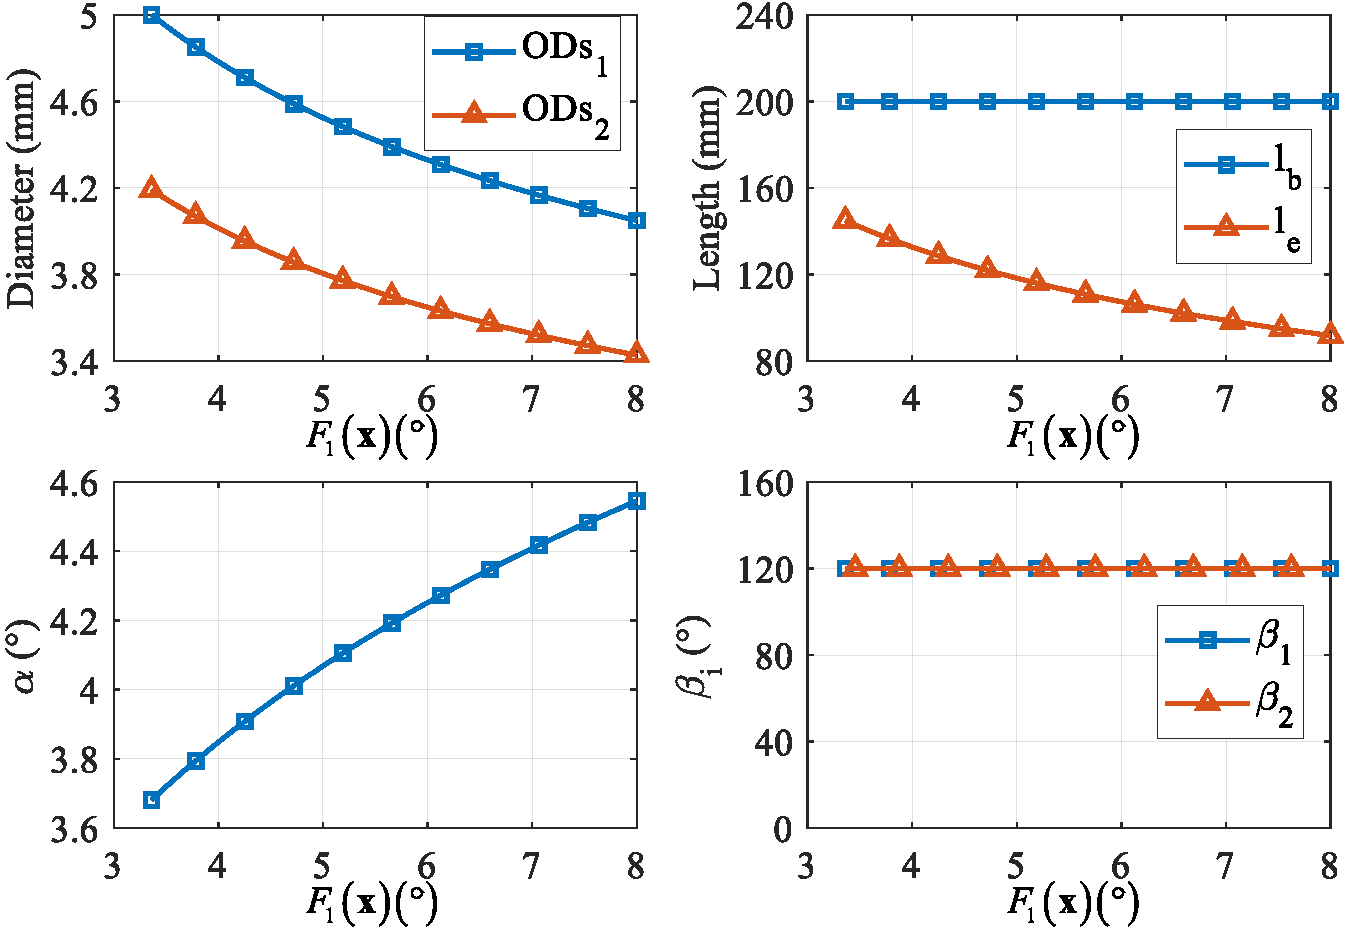 5
4.6
4.2
3.8
3.4
Diameter (mm)
ODs1
ODs2
3 4 5 6 7 8
F1(x)(°)
240
200
160
120
80
Length (mm)
lb
le
3 4 5 6 7 8
F1(x)(°)
4.6
4.4
4.2
4
3.8
3.6
α (°)
3 4 5 6 7 8
F1(x)(°)
160
120
80
40
0
βi (°)
β1
β2
3 4 5 6 7 8
F1(x)(°)